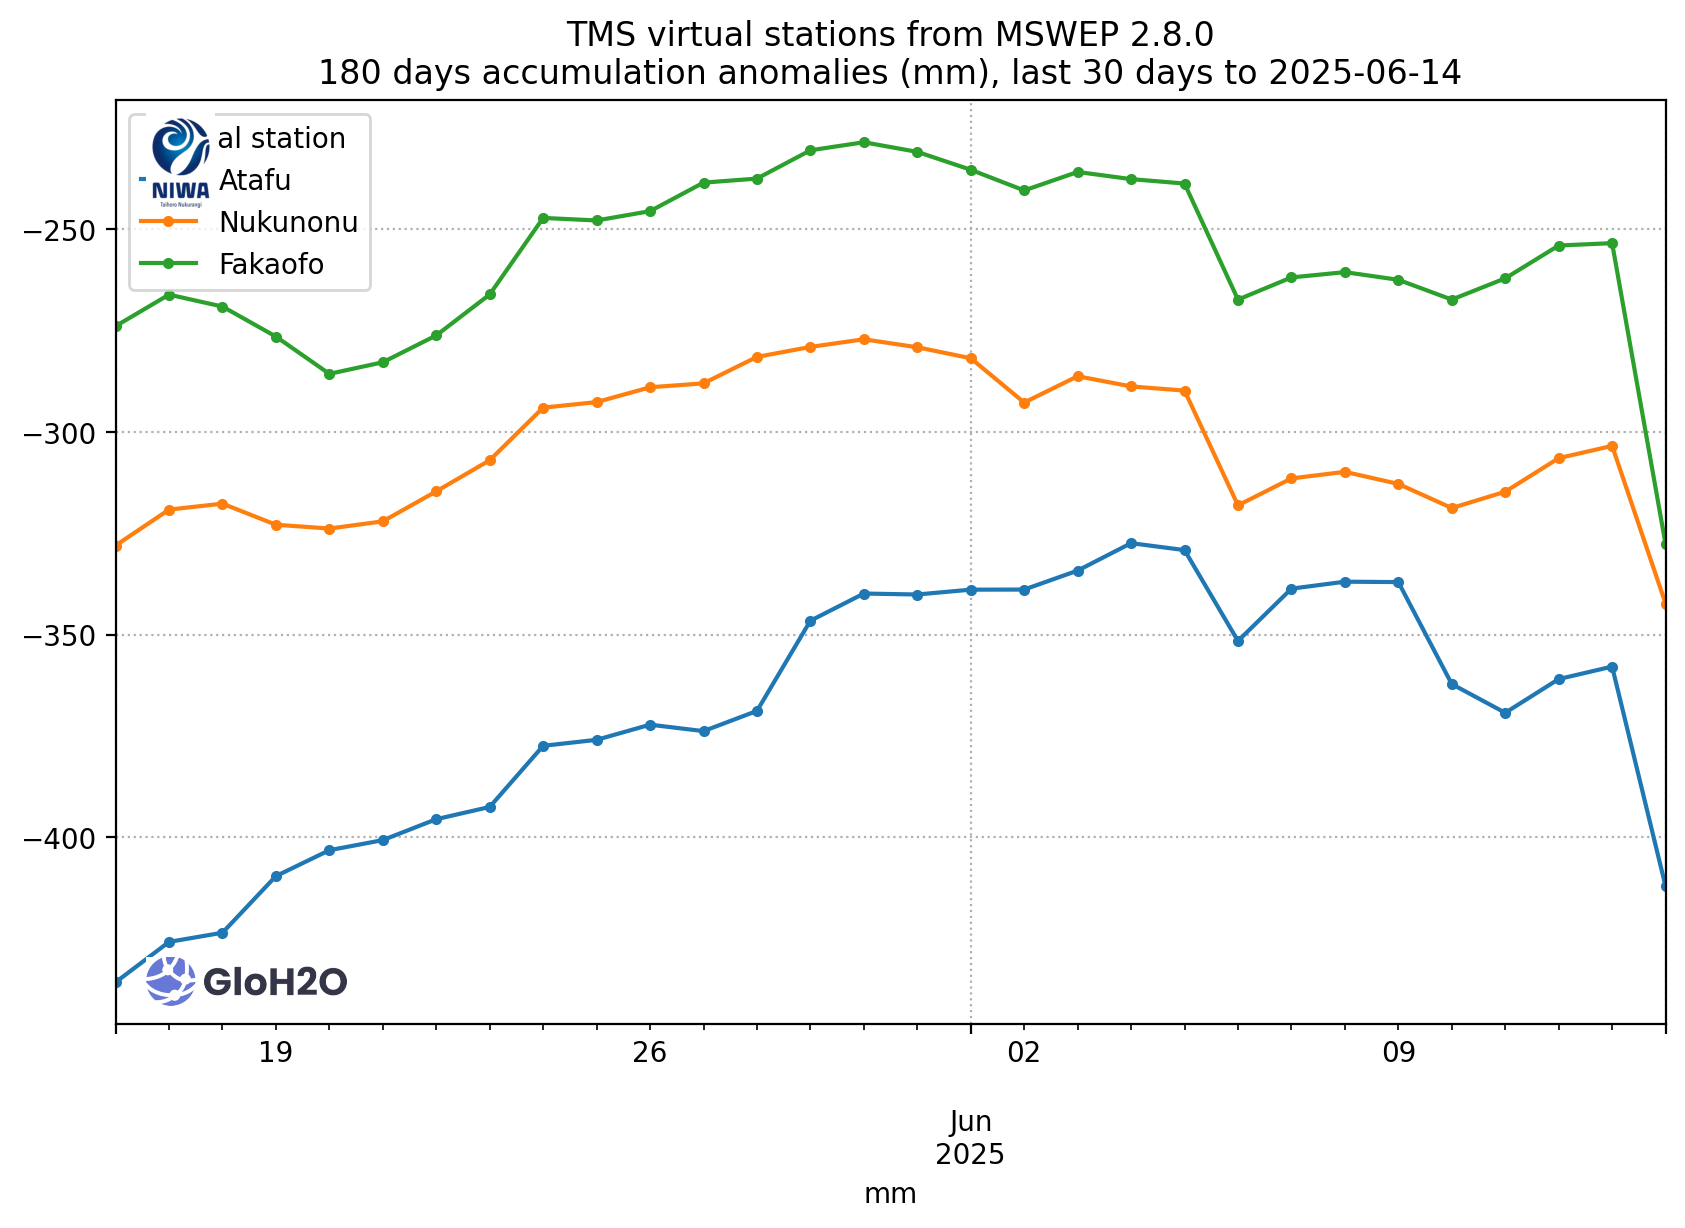 TMS virtual stations from MSWEP 2.8.0
180 days accumulation anomalies (mm), last 30 days to 2025-06-14
al station
NIWA
Taihoro Nukurangi
Atafu
Nukunonu
Fakaofo
−250
−300
−350
−400
GloH2O
19
26
02
09
Jun
2025
mm